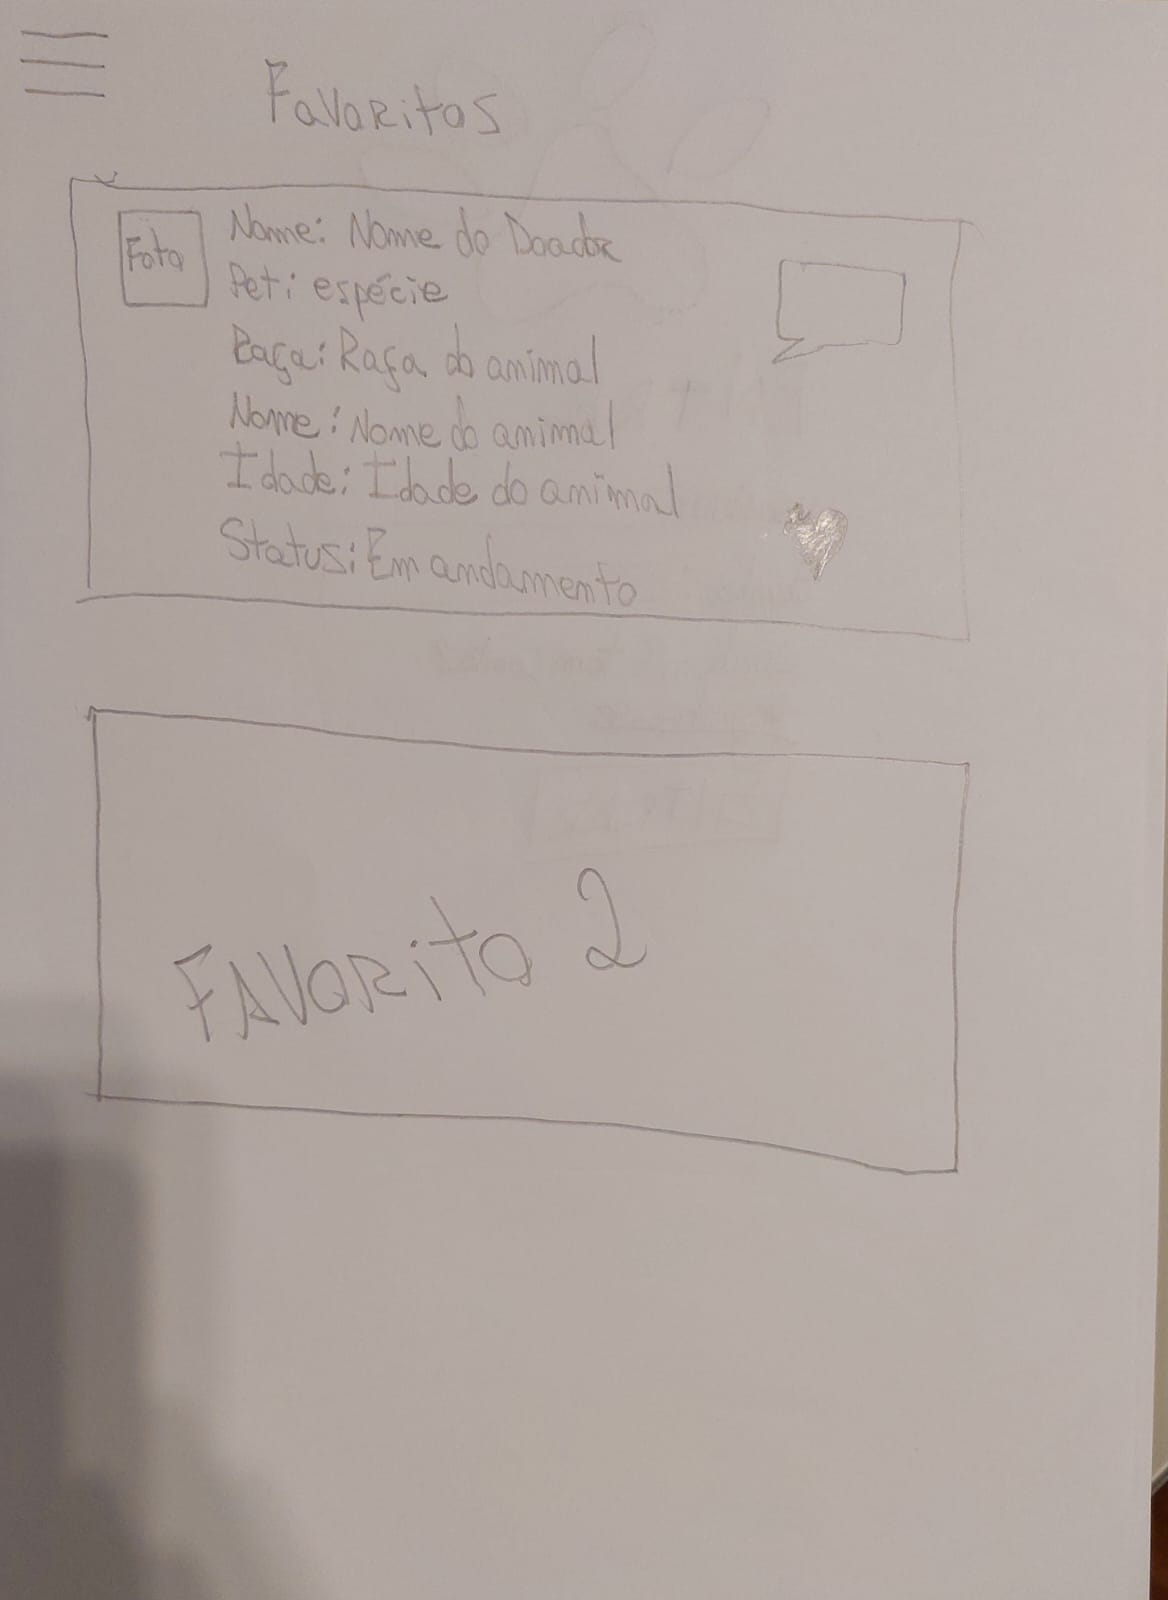 Favoritos
Foto
Nome: Nome do Doador
Pet: espécie
Raça: Raça do animal
Nome: Nome do animal
Idade: Idade do animal
Status: Em andamento
FAVORito 2